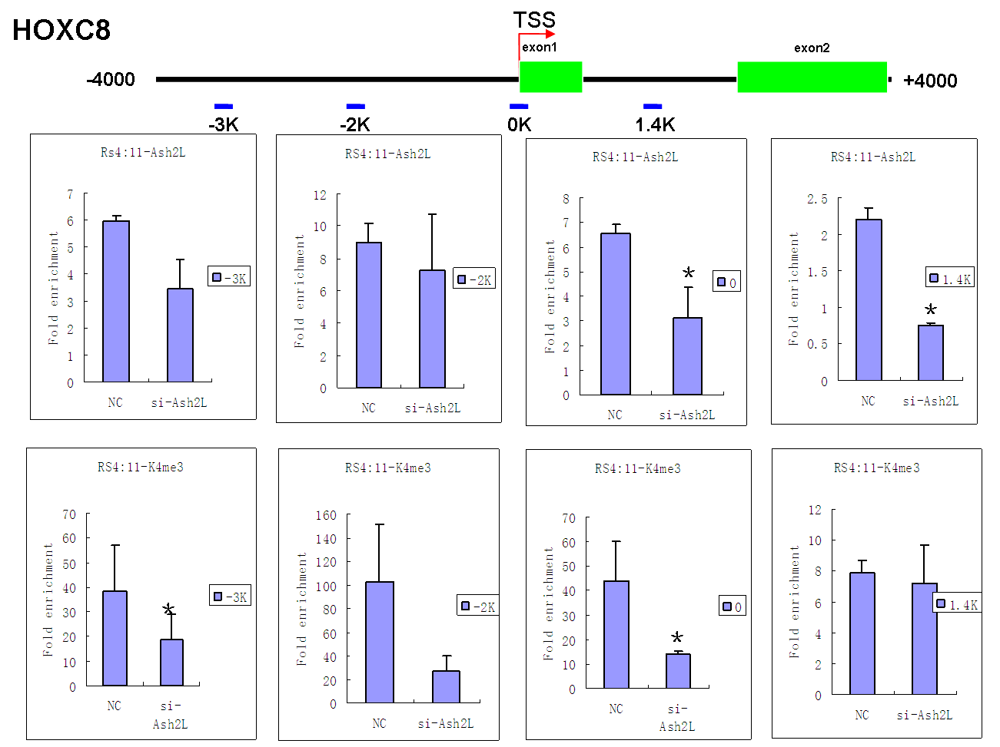 HOXC8
TSS
exon1
exon2
-4000
+4000
-3K
-2K
0K
1.4K
Rs4:11-Ash2L
Fold enrichment
7
6
5
4
3
2
1
0
NC
si-Ash2L
-3K
RS4:11-Ash2L
Fold enrichment
12
10
8
6
4
2
0
NC
si-Ash2L
-2K
RS4:11-Ash2L
Fold enrichment
8
7
6
5
4
3
2
1
0
*
NC
si-Ash2L
0
RS4:11-Ash2L
Fold enrichment
2.5
2
1.5
1
0.5
0
*
NC
si-Ash2L
1.4K
RS4:11-K4me3
Fold enrichment
70
60
50
40
30
20
10
0
*
NC
si-
Ash2L
-3K
RS4:11-K4me3
Fold enrichment
160
140
120
100
80
60
40
20
0
NC
si-Ash2L
-2K
RS4:11-K4me3
Fold enrichment
70
60
50
40
30
20
10
0
*
NC
si-
Ash2L
0
RS4:11-K4me3
Fold enrichment
12
10
8
6
4
2
0
NC
si-Ash2L
1.4K